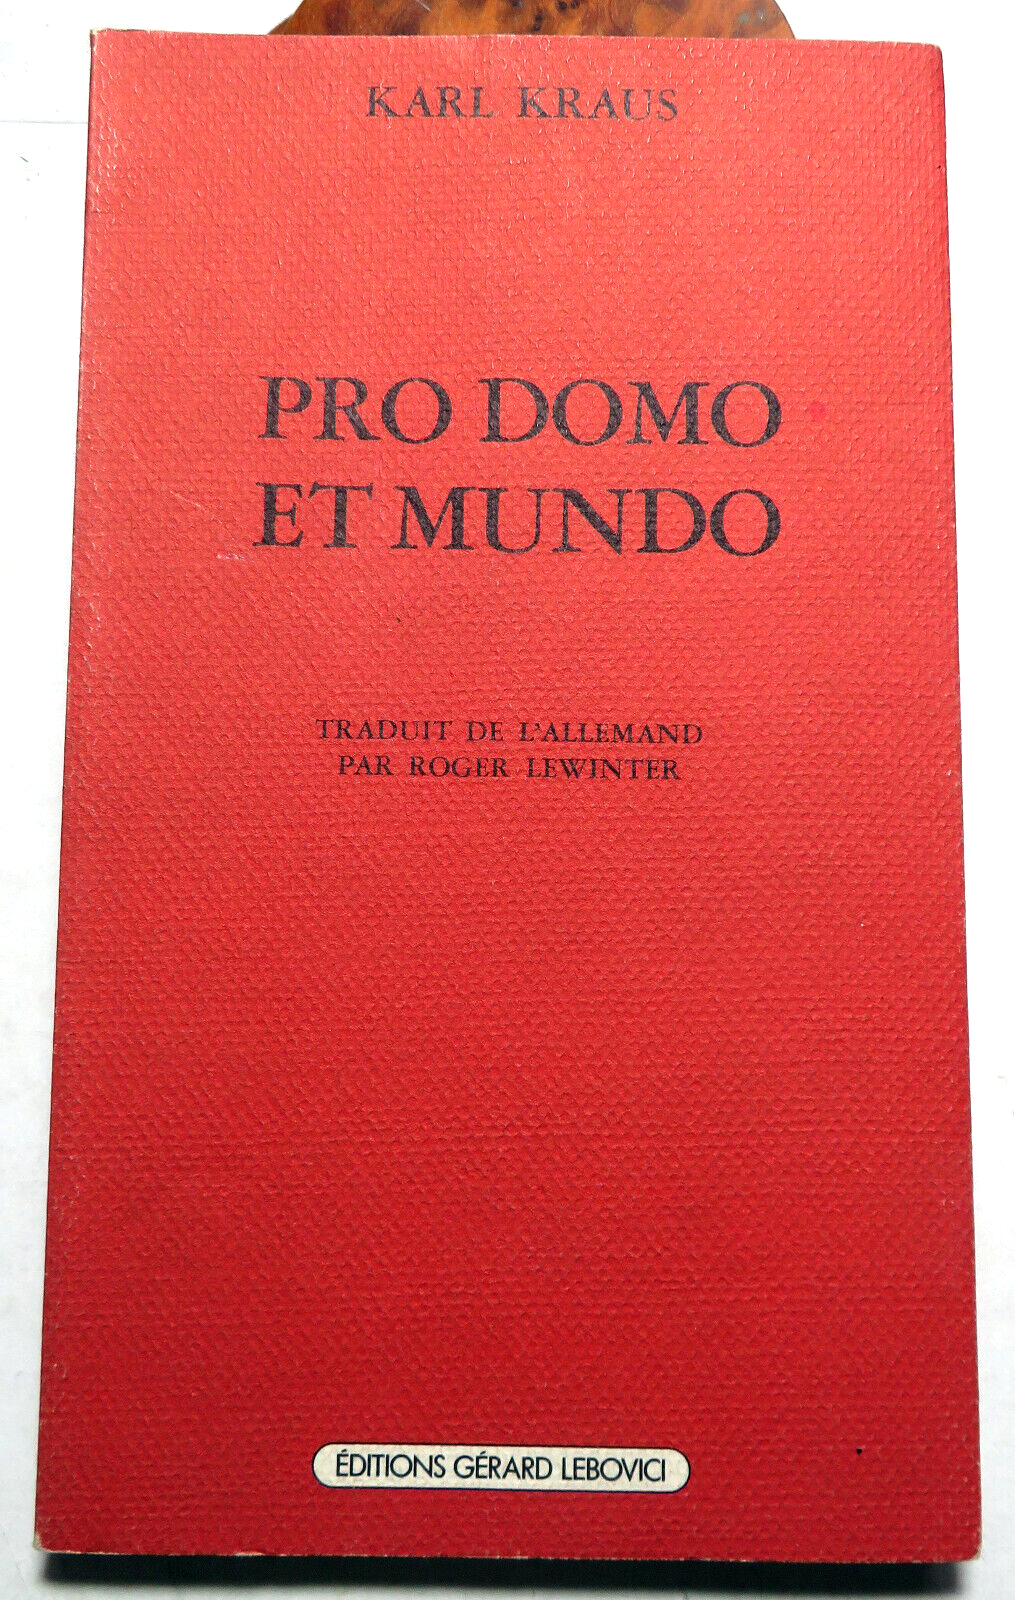 KARL KRAUS
PRO DOMO
ET MUNDO
TRADUIT DE L'ALLEMAND
PAR ROGER LEWINTER
ÉDITIONS GÉRARD LEBOVICI